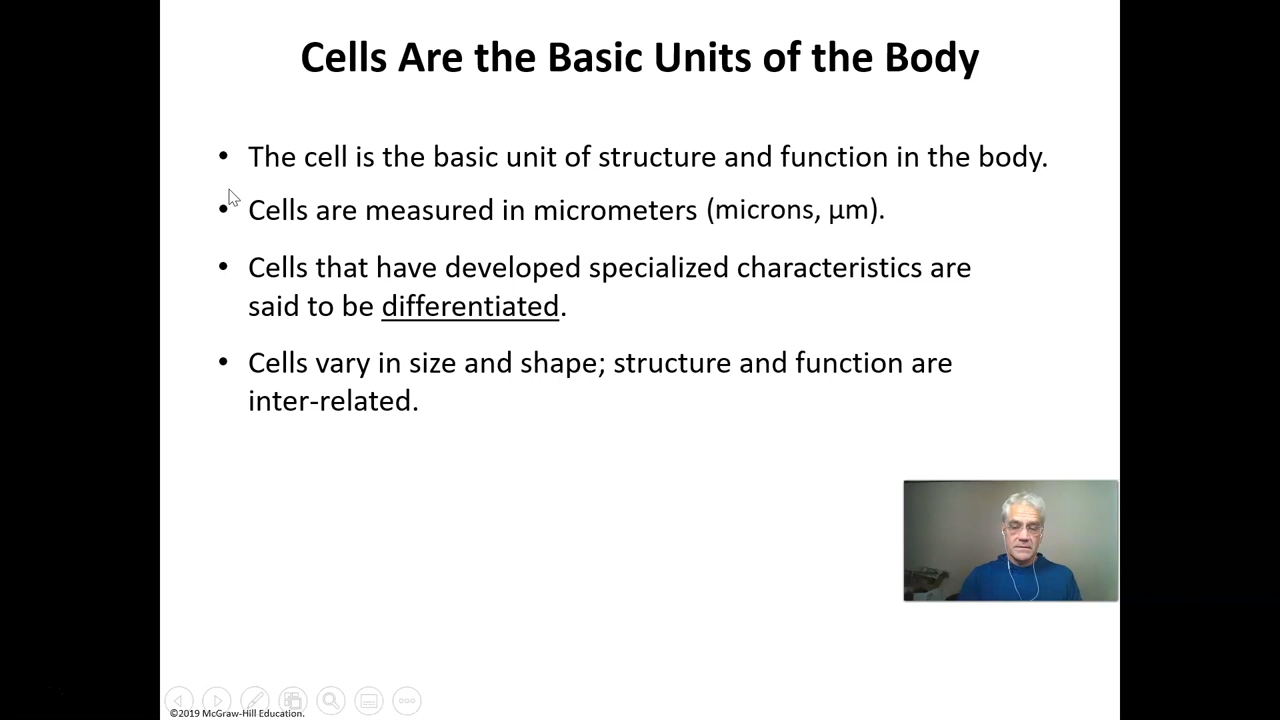 Cells Are the Basic Units of the Body
• The cell is the basic unit of structure and function in the body.
• Cells are measured in micrometers (microns, µm).
• Cells that have developed specialized characteristics are
said to be differentiated.
• Cells vary in size and shape; structure and function are
inter-related.
©2019 McGraw-Hill Education.